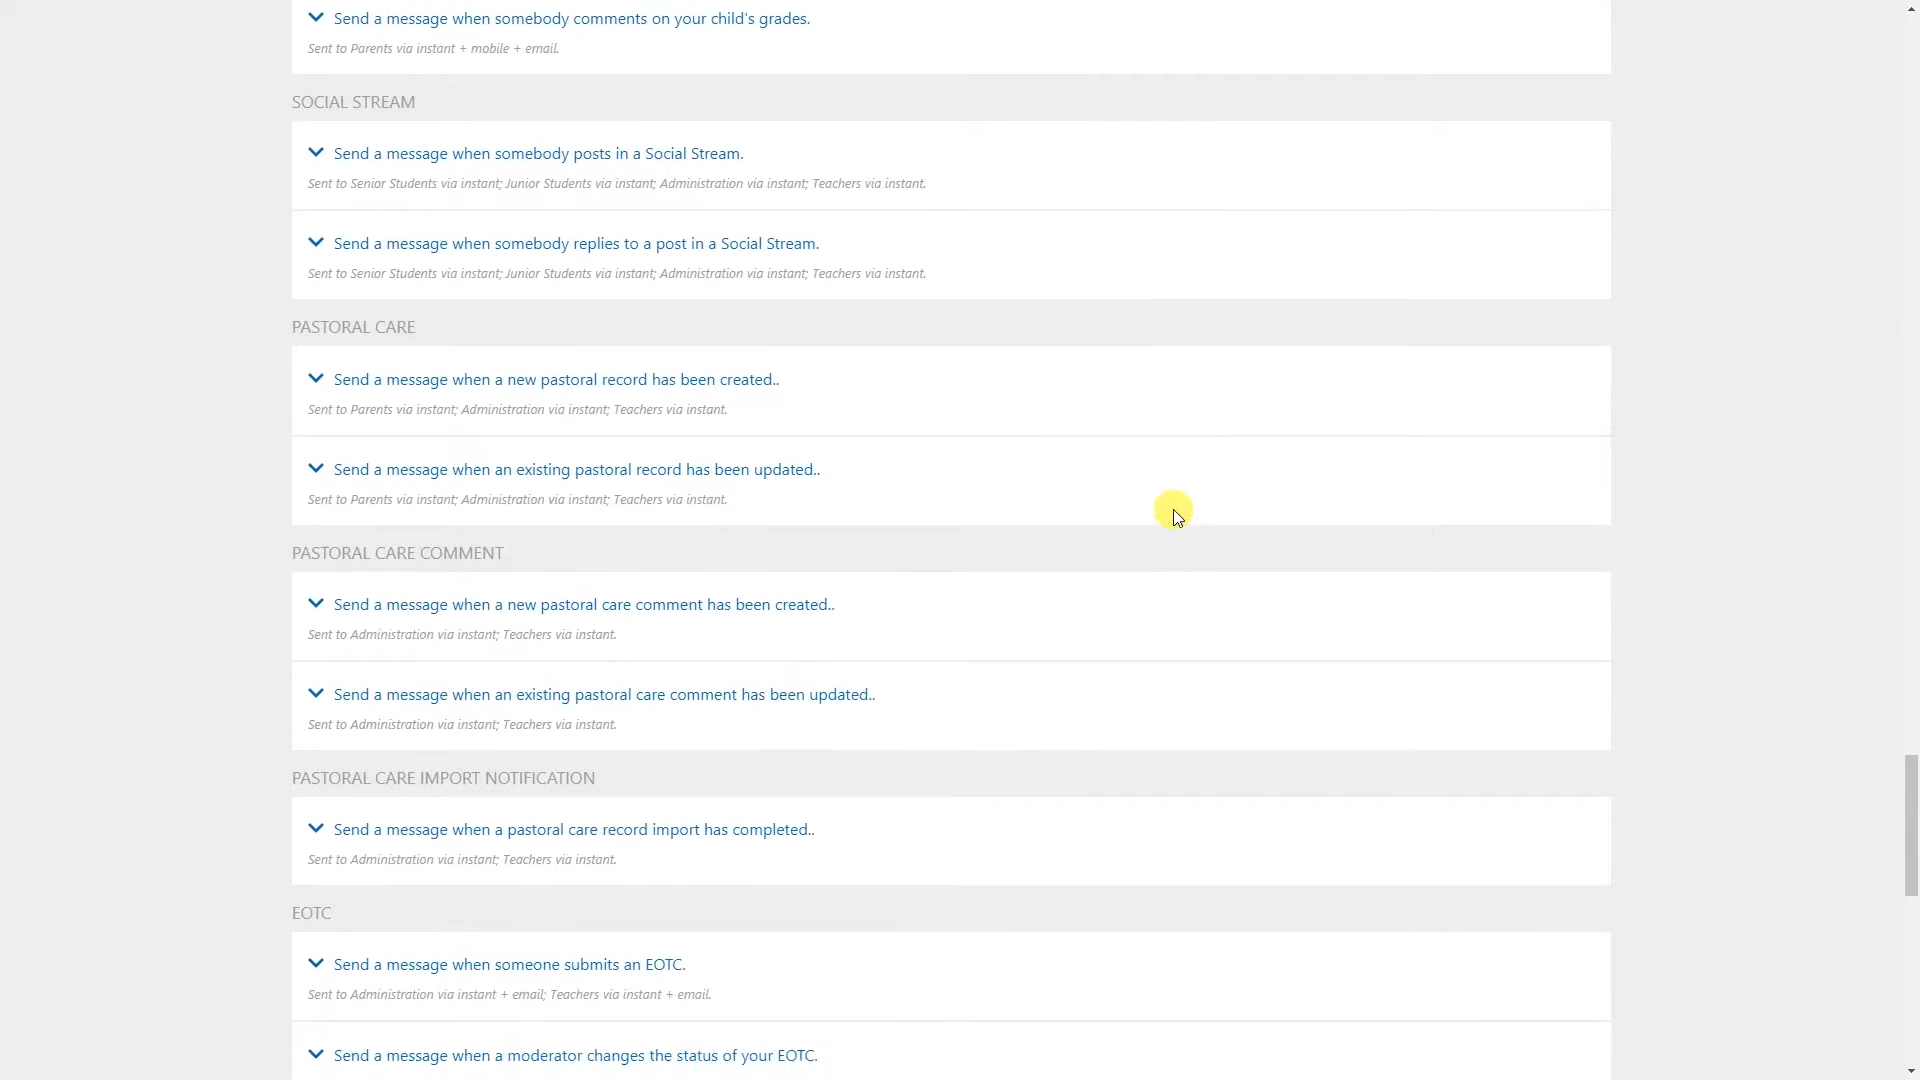 Send a message when somebody comments on your child's grades.
Sent to Parents via instant + mobile + email.
SOCIAL STREAM
Send a message when somebody posts in a Social Stream.
Sent to Senior Students via instant; Junior Students via instant; Administration via instant; Teachers via instant.
Send a message when somebody replies to a post in a Social Stream.
Sent to Senior Students via instant; Junior Students via instant; Administration via instant; Teachers via instant.
PASTORAL CARE
Send a message when a new pastoral record has been created..
Sent to Parents via instant; Administration via instant; Teachers via instant.
Send a message when an existing pastoral record has been updated..
Sent to Parents via instant; Administration via instant; Teachers via instant.
PASTORAL CARE COMMENT
Send a message when a new pastoral care comment has been created..
Sent to Administration via instant; Teachers via instant.
Send a message when an existing pastoral care comment has been updated..
Sent to Administration via instant; Teachers via instant.
PASTORAL CARE IMPORT NOTIFICATION
Send a message when a pastoral care record import has completed..
Sent to Administration via instant; Teachers via instant.
EOTC
Send a message when someone submits an EOTC.
Sent to Administration via instant + email; Teachers via instant + email.
Send a message when a moderator changes the status of your EOTC.